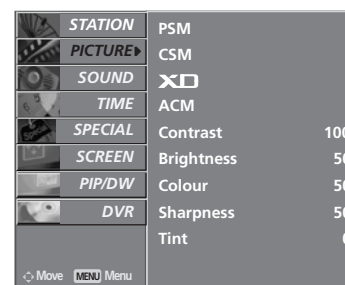 STATION
PICTURE
SOUND
TIME
SPECIAL
SCREEN
PIP/DW
DVR
Move MENU Menu
PSM
CSM
XD
ACM
Contrast 100
Brightness 50
Colour 50
Sharpness 50
Tint 0